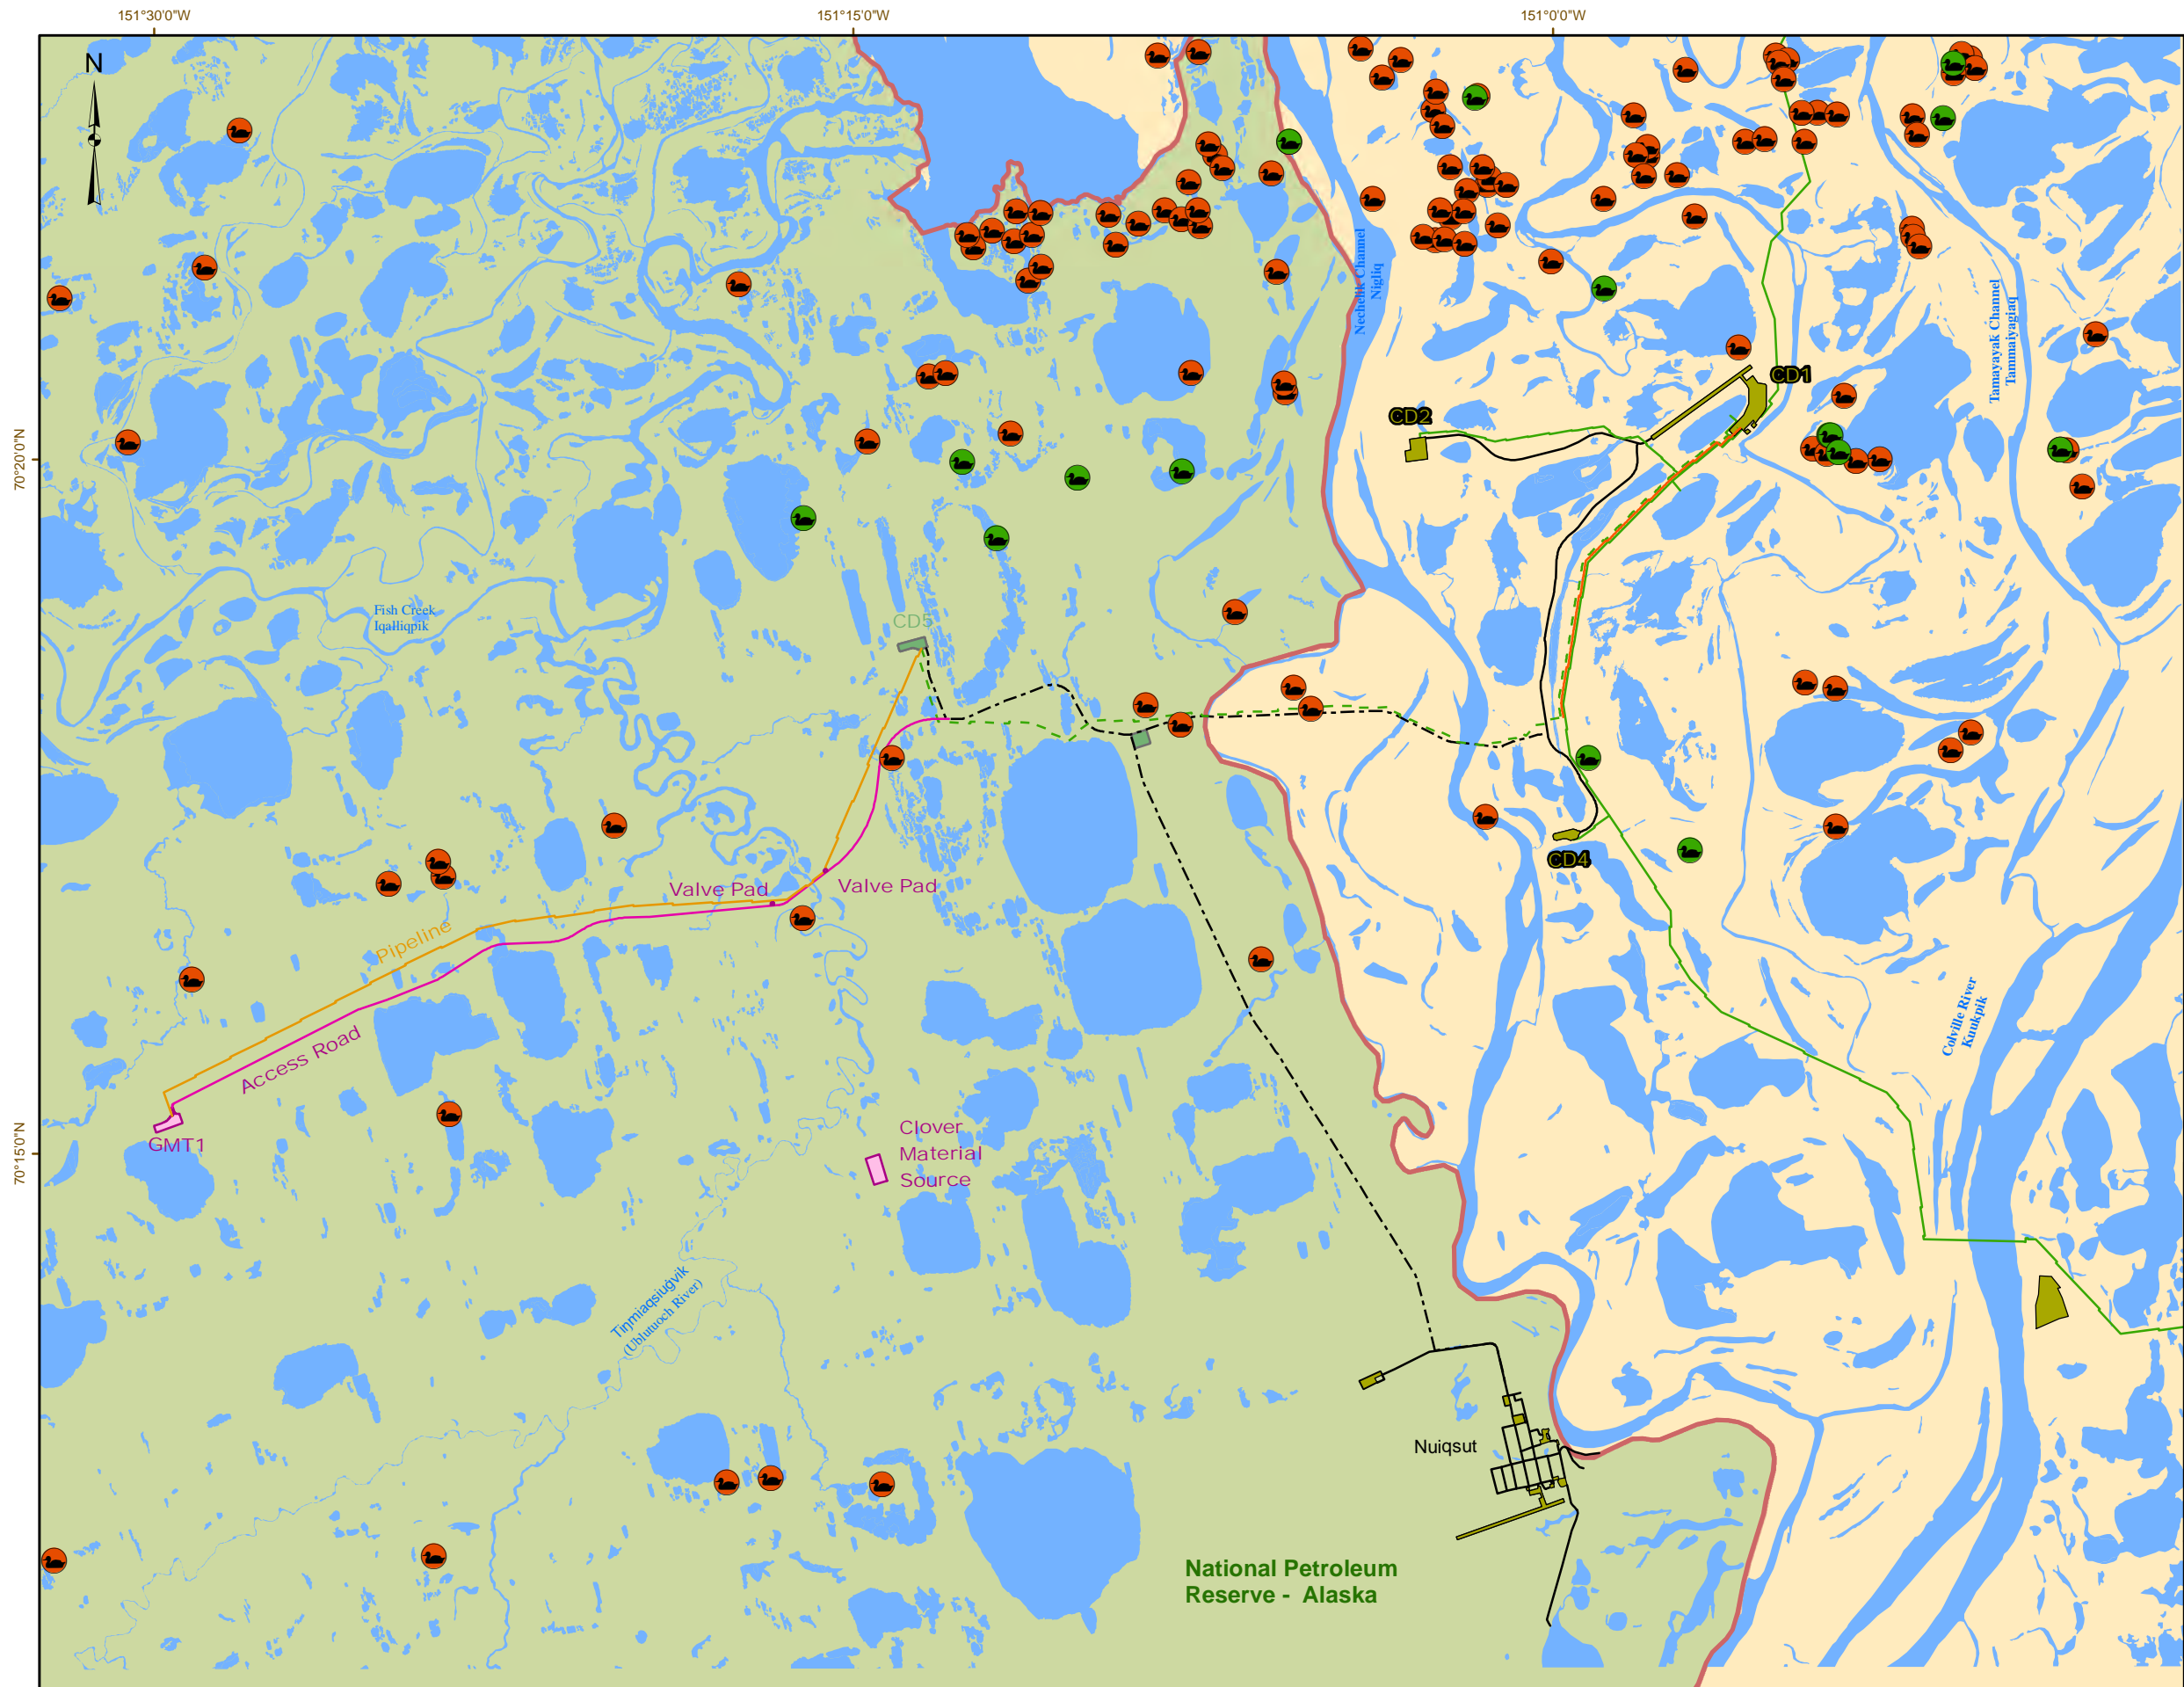 151°30'0"W
151°15'0"W
151°0'0"W
N
Nechelik Channel
Nigliq
Tamayayak Channel
Tammaiyagiaq
CD1
CD2
70°20'0"N
Fish Creek
Iqalliqpik
CD5
CD4
Valve Pad
Valve Pad
Pipeline
Access Road
Colville River
Kuukpik
GMT1
70°15'0"N
Clover
Material
Source
Tiŋmiaqsiuġvik
(Ublutuoch River)
Nuiqsut
National Petroleum
Reserve - Alaska